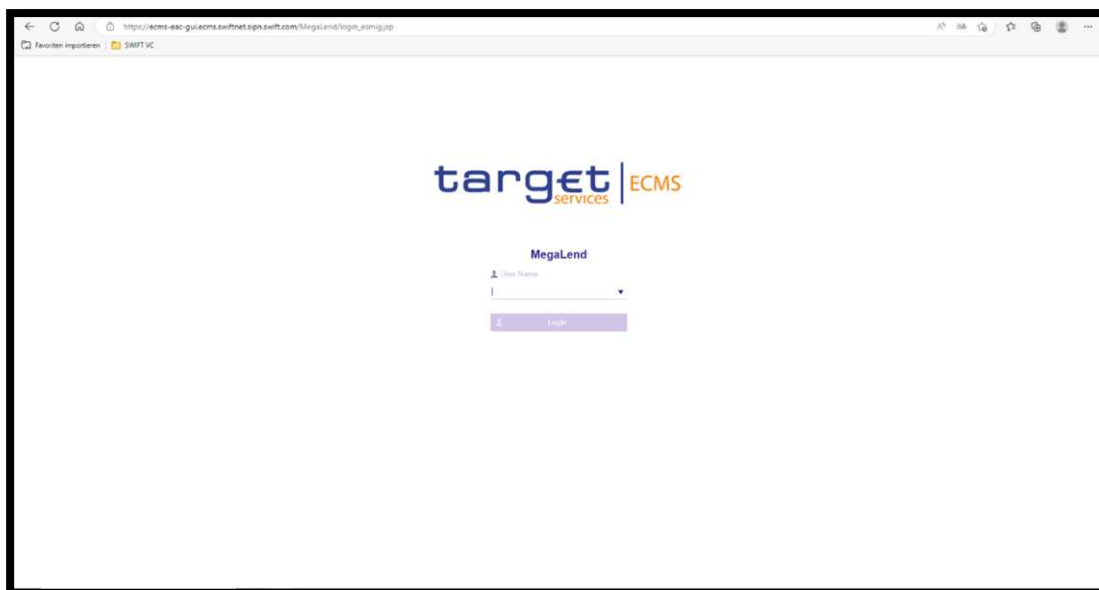 https://ecms-eac-gui.ecms.swiftnet.sipn.swift.com/MegaLend/login_esmig.jsp
Favoriten importieren SWIFT VC
target services ECMS
MegaLend
User Name
Login